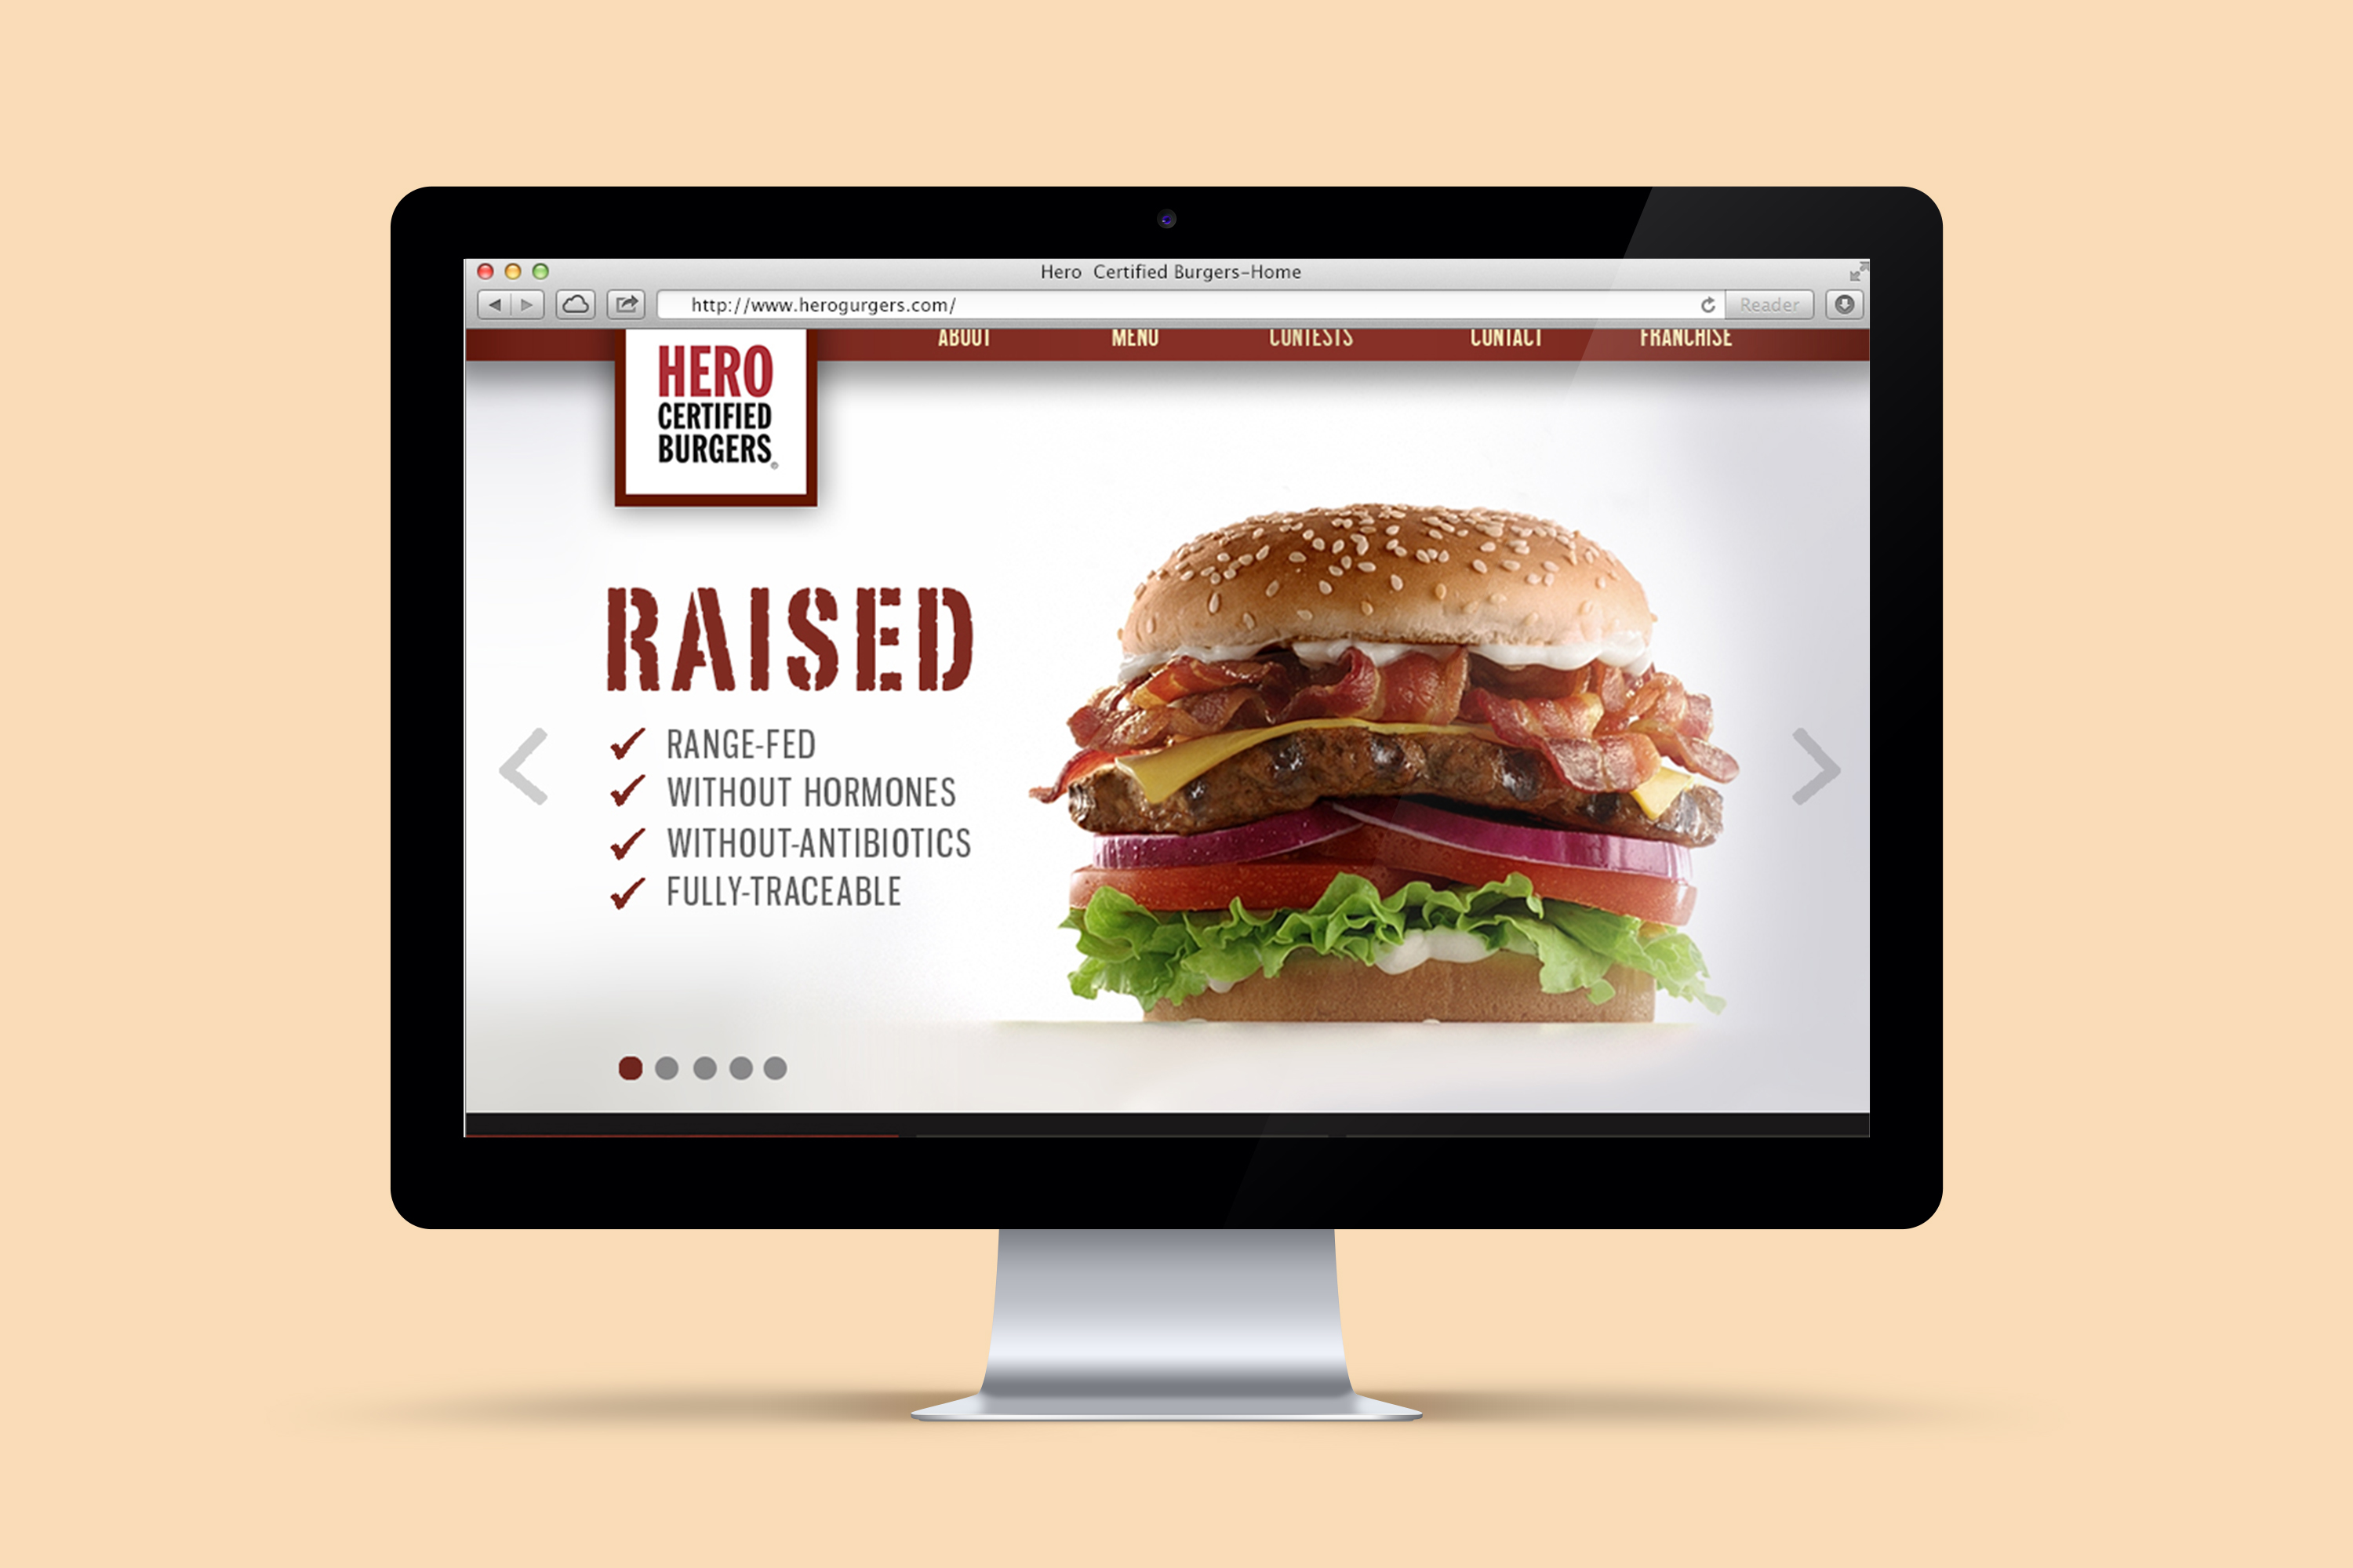 Hero Certified Burgers-Home
http://www.herogurgers.com/
Reader
ABOUT MENU CONTESTS CONTACT FRANCHISE
HERO
CERTIFIED
BURGERS
RAISED
✓ RANGE-FED
✓ WITHOUT HORMONES
✓ WITHOUT-ANTIBIOTICS
✓ FULLY-TRACEABLE